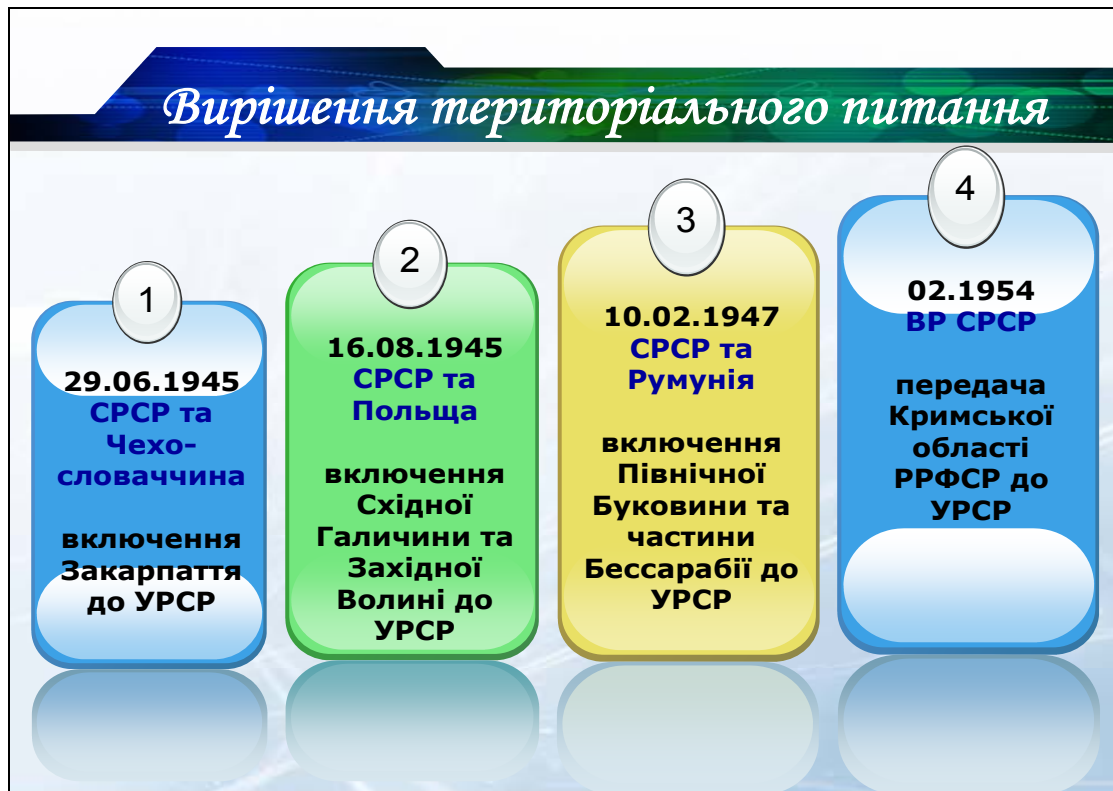 Вирішення територіального питання
1
29.06.1945
СРСР та
Чехо-
словаччина
включення
Закарпаття
до УРСР
2
16.08.1945
СРСР та
Польща
включення
Східної
Галичини та
Західної
Волині до
УРСР
3
10.02.1947
СРСР та
Румунія
включення
Північної
Буковини та
частини
Бессарабії до
УРСР
4
02.1954
ВР СРСР
передача
Кримської
області
РРФСР до
УРСР